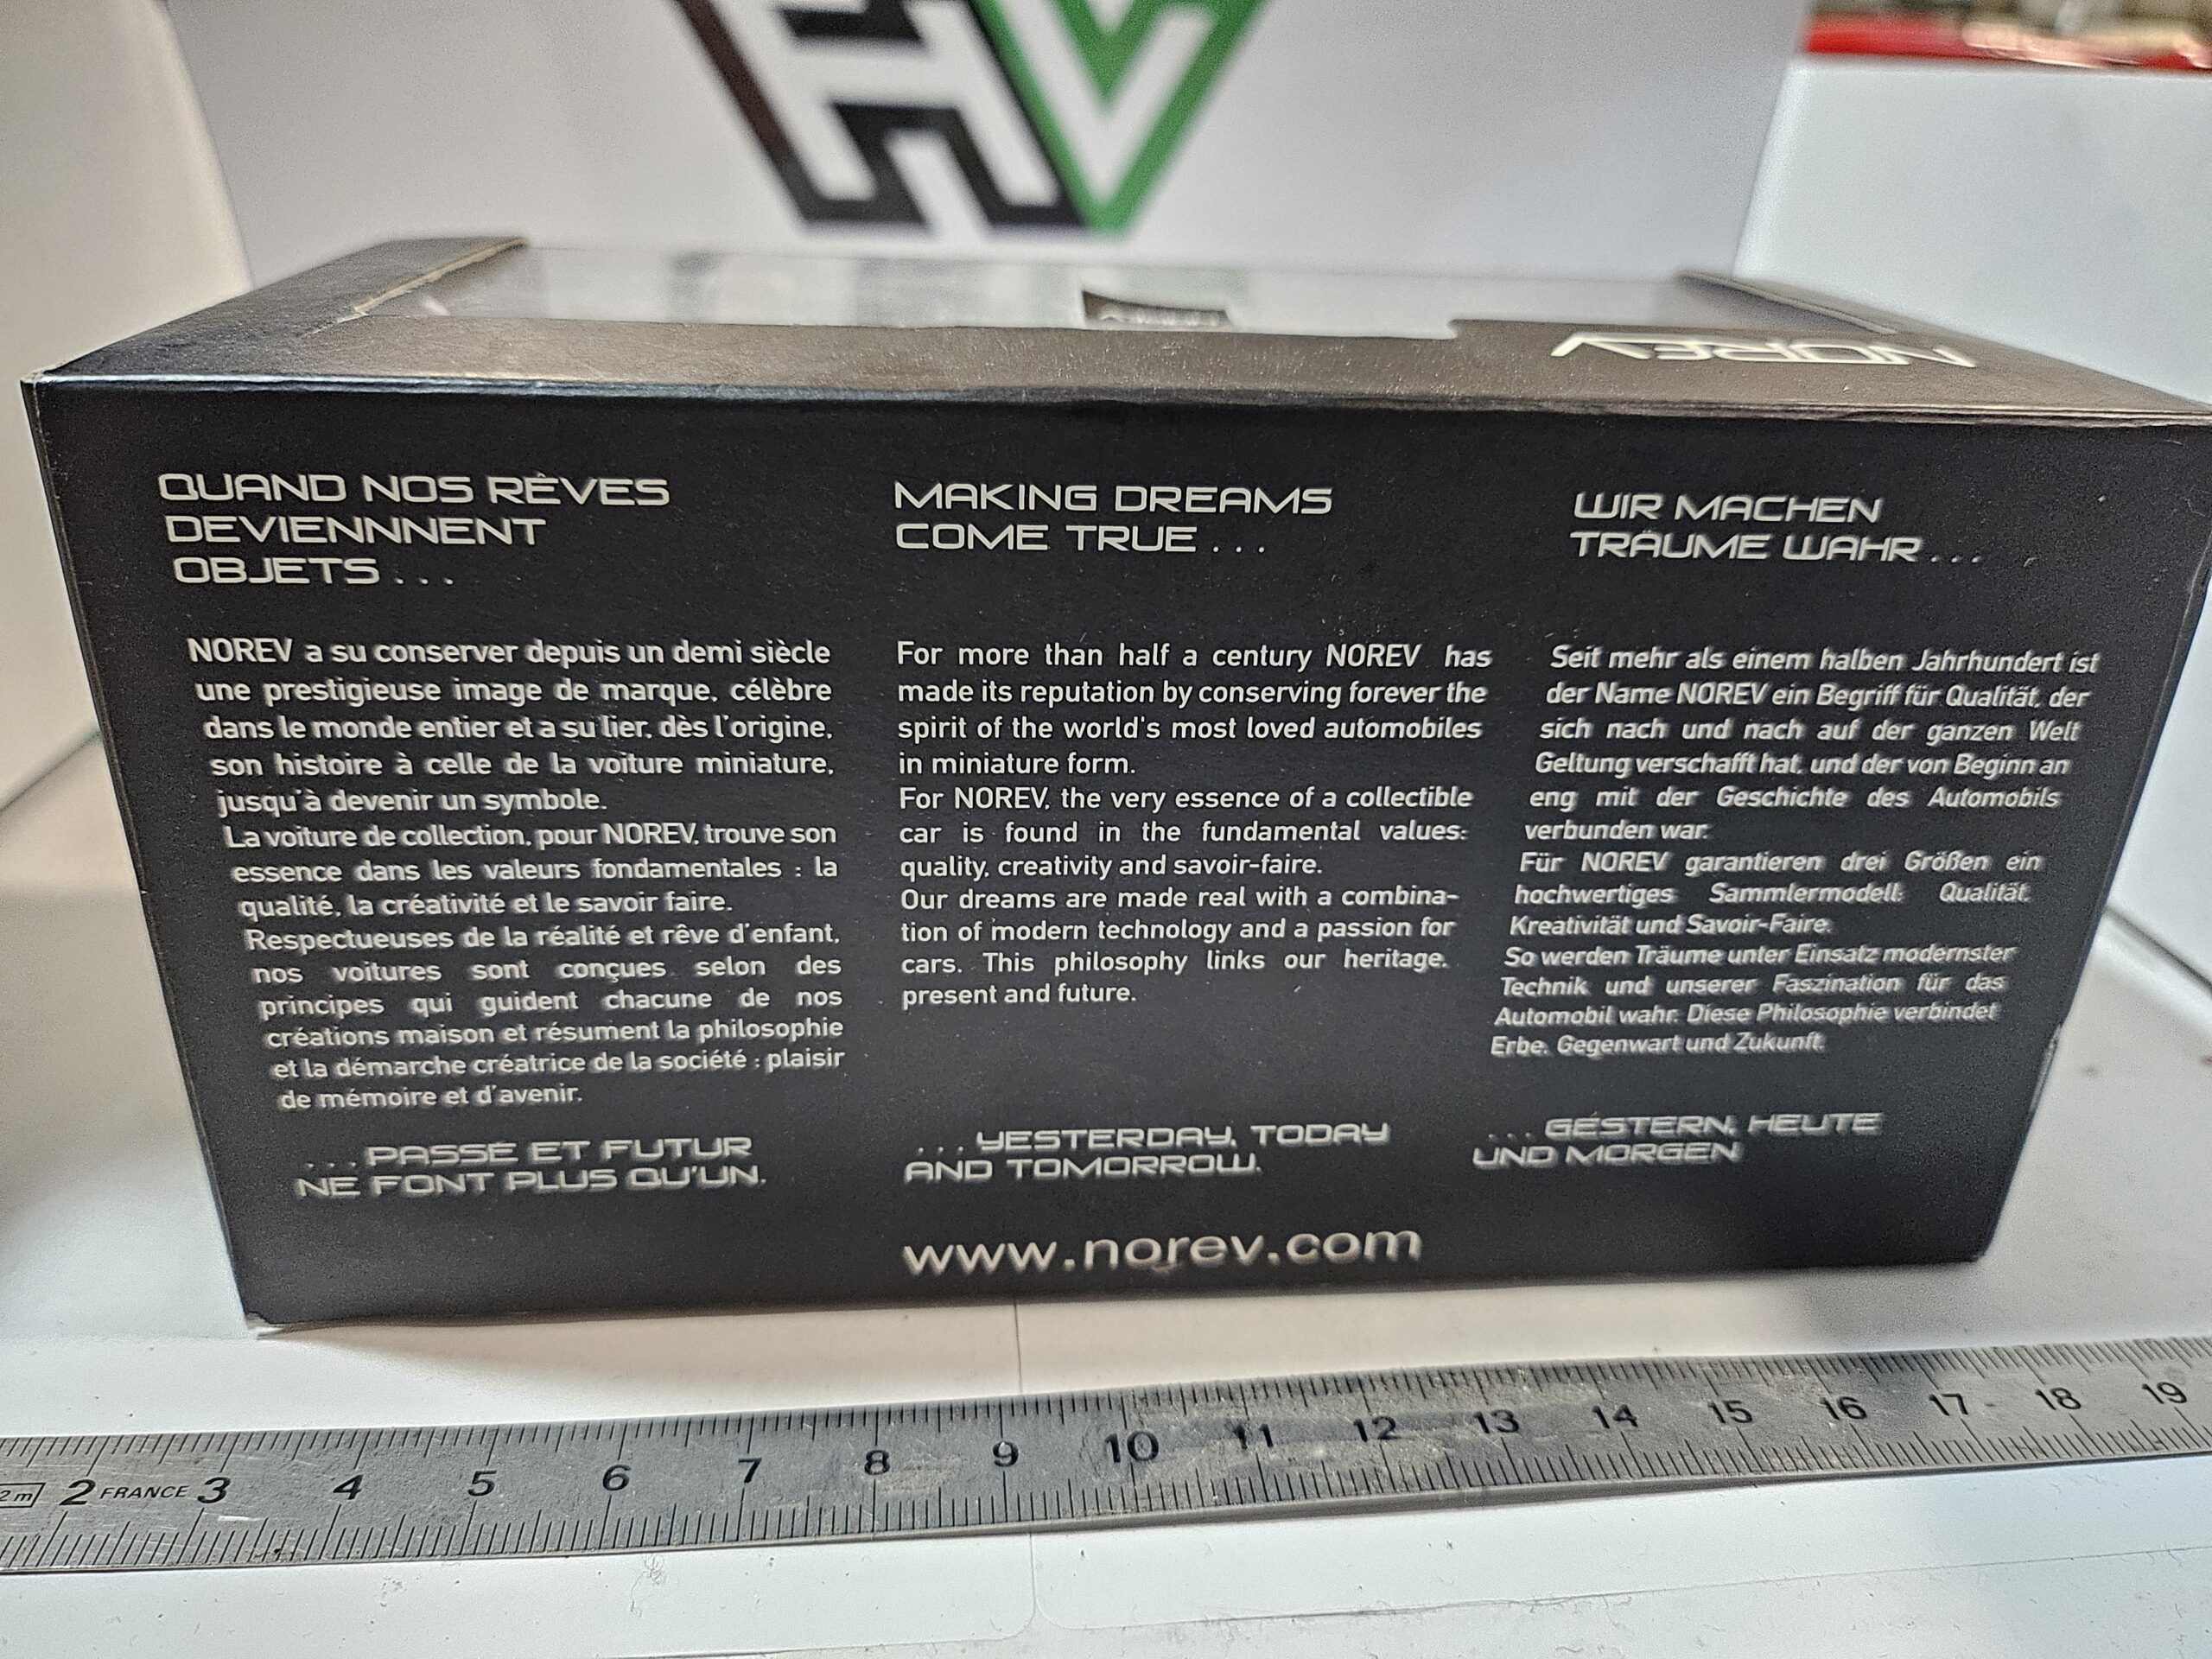 HV
NOREV
QUAND NOS RÈVES
DEVIENNNENT
OBJETS . . .
NOREV a su conserver depuis un demi siècle
une prestigieuse image de marque, célèbre
dans le monde entier et a su lier, dès l'origine,
son histoire à celle de la voiture miniature,
jusqu'à devenir un symbole.
La voiture de collection, pour NOREV, trouve son
essence dans les valeurs fondamentales : la
qualité, la créativité et le savoir faire.
Respectueuses de la réalité et rêve d'enfant,
nos voitures sont conçues selon des
principes qui guident chacune de nos
créations maison et résument la philosophie
et la démarche créatrice de la société : plaisir
de mémoire et d'avenir.
. . . PASSÉ ET FUTUR
NE FONT PLUS QU'UN.
MAKING DREAMS
COME TRUE . . .
For more than half a century NOREV has
made its reputation by conserving forever the
spirit of the world's most loved automobiles
in miniature form.
For NOREV, the very essence of a collectible
car is found in the fundamental values:
quality, creativity and savoir-faire.
Our dreams are made real with a combina-
tion of modern technology and a passion for
cars. This philosophy links our heritage,
present and future.
. . . YESTERDAY, TODAY
AND TOMORROW.
WIR MACHEN
TRÄUME WAHR . . .
Seit mehr als einem halben Jahrhundert ist
der Name NOREV ein Begriff für Qualität, der
sich nach und nach auf der ganzen Welt
Geltung verschafft hat, und der von Beginn an
eng mit der Geschichte des Automobils
verbunden war.
Für NOREV garantieren drei Größen ein
hochwertiges Sammlermodell: Qualität,
Kreativität und Savoir-Faire.
So werden Träume unter Einsatz modernster
Technik und unserer Faszination für das
Automobil wahr. Diese Philosophie verbindet
Erbe, Gegenwart und Zukunft.
. . . GESTERN, HEUTE
UND MORGEN
www.norev.com
2 m 2 FRANCE 3 4 5 6 7 8 9 10 11 12 13 14 15 16 17 18 19